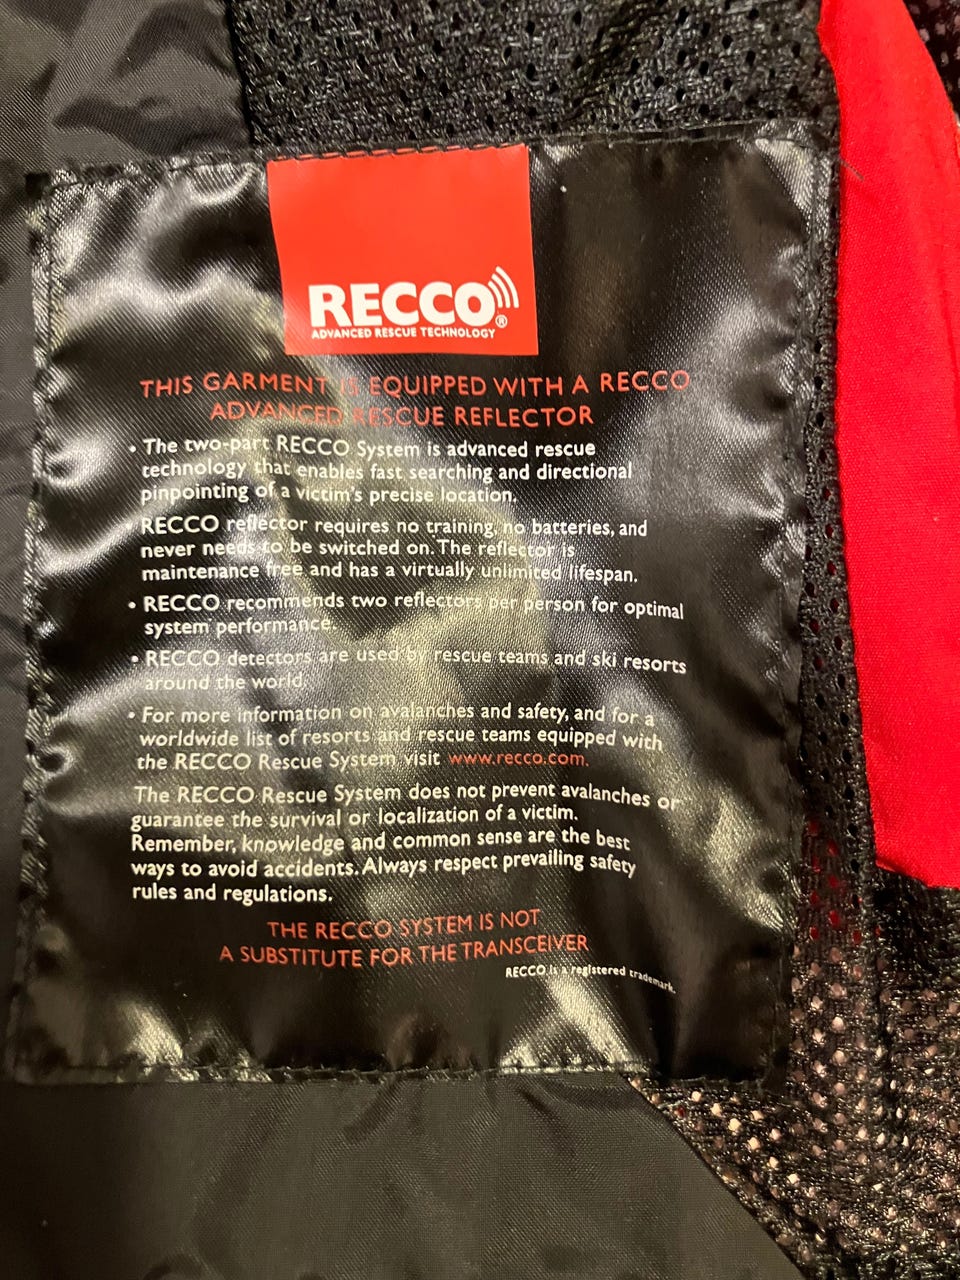 RECCO®
ADVANCED RESCUE TECHNOLOGY
THIS GARMENT IS EQUIPPED WITH A RECCO
ADVANCED RESCUE REFLECTOR
• The two-part RECCO System is advanced rescue
technology that enables fast searching and directional
pinpointing of a victim's precise location.
• RECCO reflector requires no training, no batteries, and
never needs to be switched on. The reflector is
maintenance free and has a virtually unlimited lifespan.
• RECCO recommends two reflectors per person for optimal
system performance.
• RECCO detectors are used by rescue teams and ski resorts
around the world.
• For more information on avalanches and safety, and for a
worldwide list of resorts and rescue teams equipped with
the RECCO Rescue System visit www.recco.com.
The RECCO Rescue System does not prevent avalanches or
guarantee the survival or localization of a victim.
Remember, knowledge and common sense are the best
ways to avoid accidents. Always respect prevailing safety
rules and regulations.
THE RECCO SYSTEM IS NOT
A SUBSTITUTE FOR THE TRANSCEIVER
RECCO is a registered trademark.